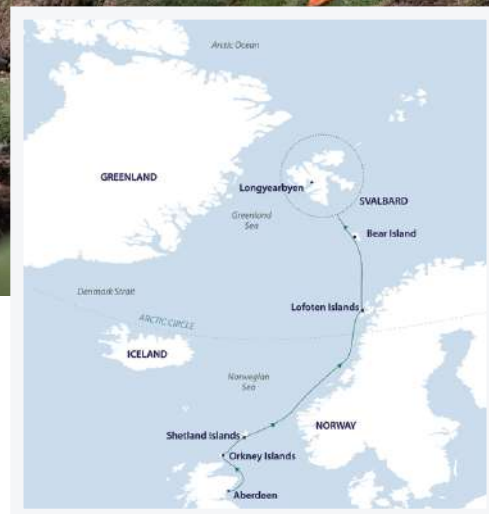 Arctic Ocean
GREENLAND
Longyearbyen
SVALBARD
Greenland
Sea
Bear Island
Denmark Strait
Lofoten Islands
ARCTIC CIRCLE
ICELAND
Norwegian
Sea
NORWAY
Shetland Islands
Orkney Islands
Aberdeen